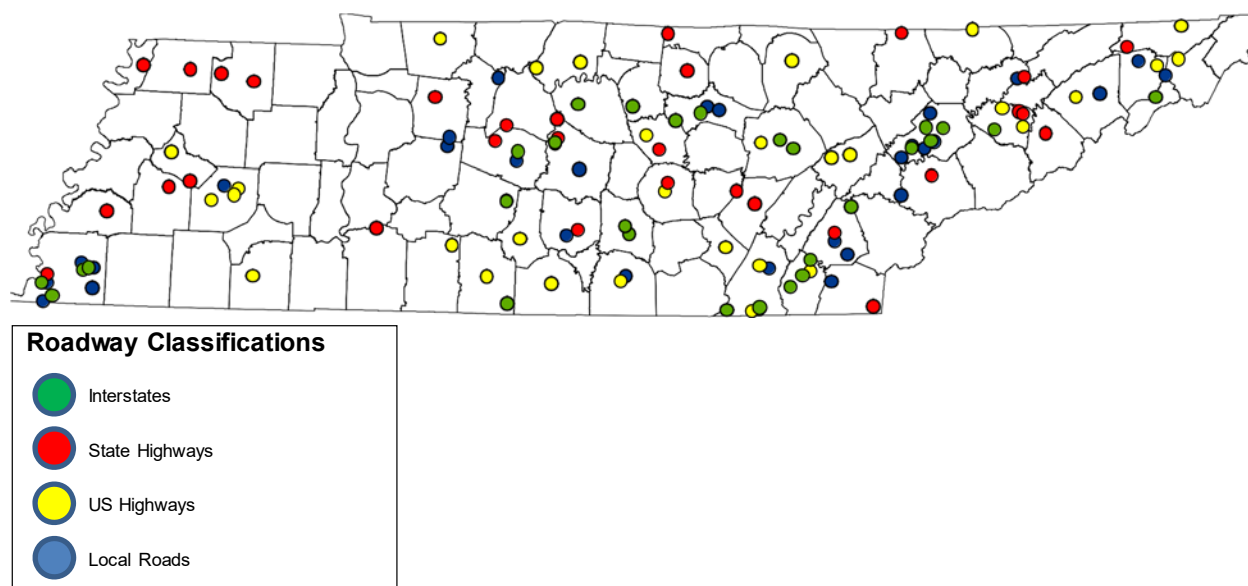 Roadway Classifications
Interstates
State Highways
US Highways
Local Roads